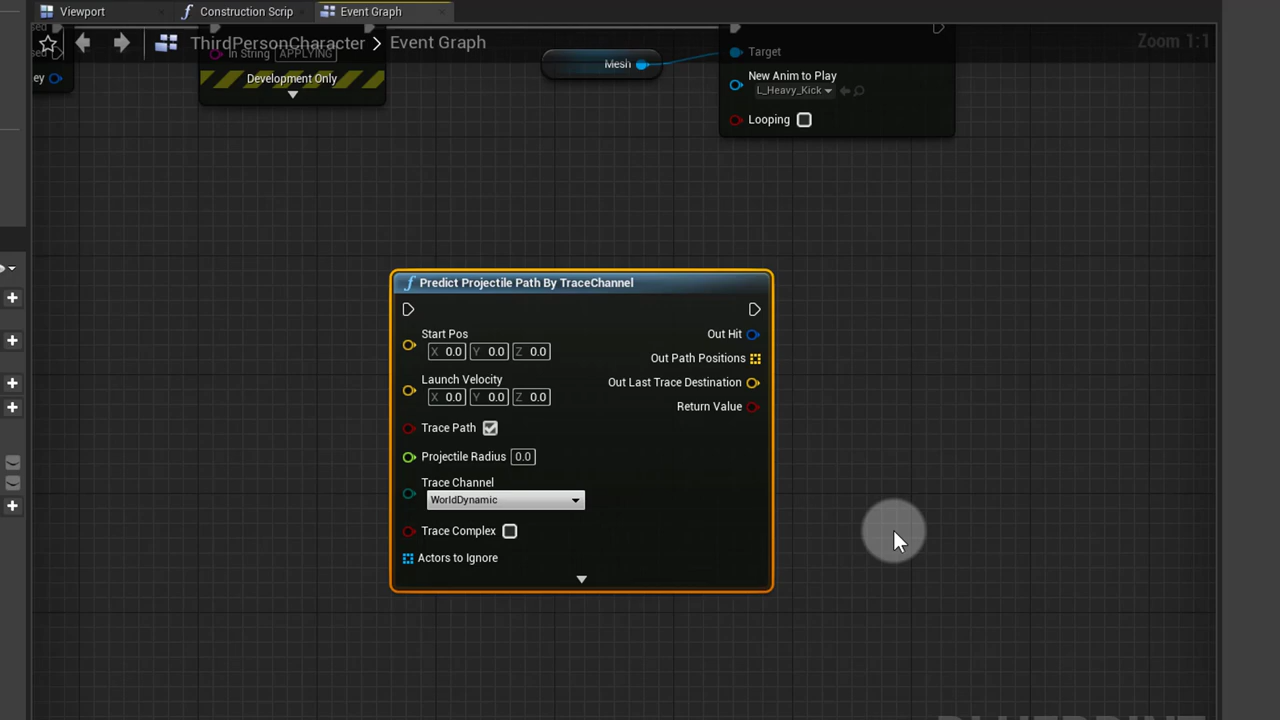 Viewport
Construction Scrip
Event Graph
ThirdPersonCharacter > Event Graph
Zoom 1:1
In String APPLYING
ey
Development Only
Mesh
Target
New Anim to Play
L_Heavy_Kick
Looping
f Predict Projectile Path By TraceChannel
Start Pos
X 0.0 Y 0.0 Z 0.0
Launch Velocity
X 0.0 Y 0.0 Z 0.0
Trace Path
Projectile Radius 0.0
Trace Channel
WorldDynamic
Trace Complex
Actors to Ignore
Out Hit
Out Path Positions
Out Last Trace Destination
Return Value